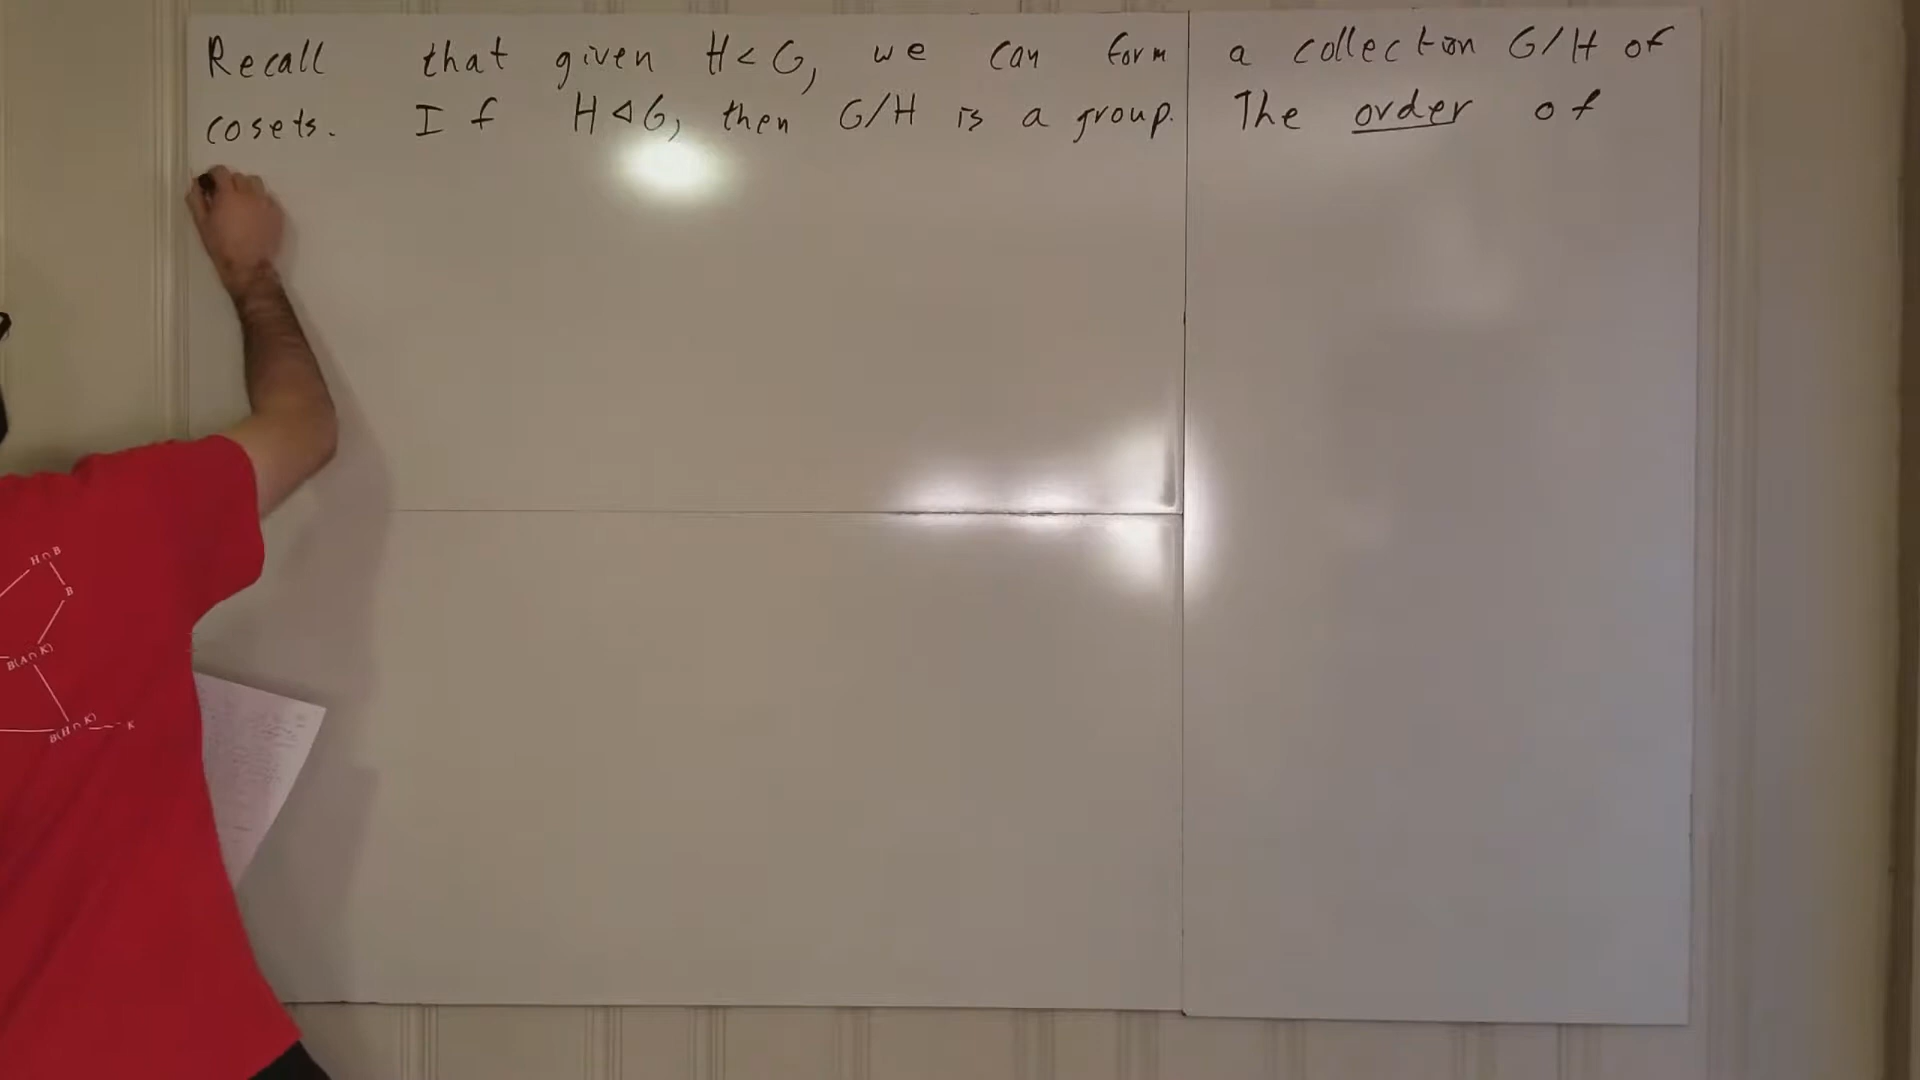 Recall that given H < G, we can form a collection G/H of
cosets. If H ⊲ G, then G/H is a group. The order of
H ∩ B
B
B(A ∩ K)
B(H ∩ K)
K